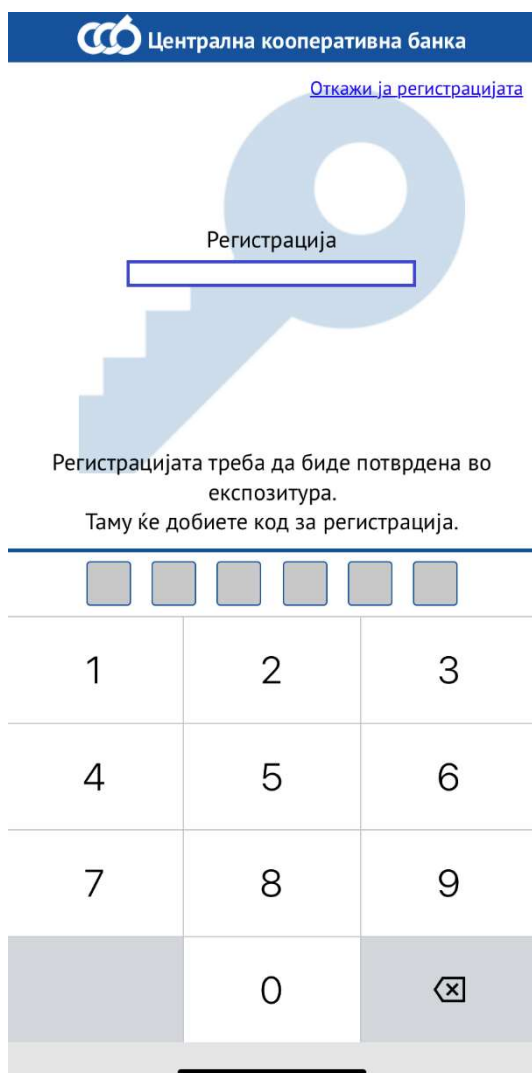 ССб Централна кооперативна банка
Откажи ја регистрацијата
Регистрација
Регистрацијата треба да биде потврдена во
експозитура.
Таму ќе добиете код за регистрација.
1 2 3
4 5 6
7 8 9
0